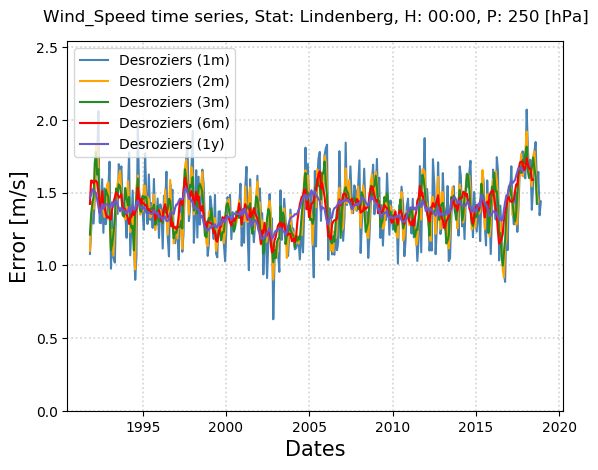 Wind_Speed time series, Stat: Lindenberg, H: 00:00, P: 250 [hPa]
2.5
2.0
1.5
1.0
0.5
0.0
Error [m/s]
Desroziers (1m)
Desroziers (2m)
Desroziers (3m)
Desroziers (6m)
Desroziers (1y)
1995 2000 2005 2010 2015 2020
Dates